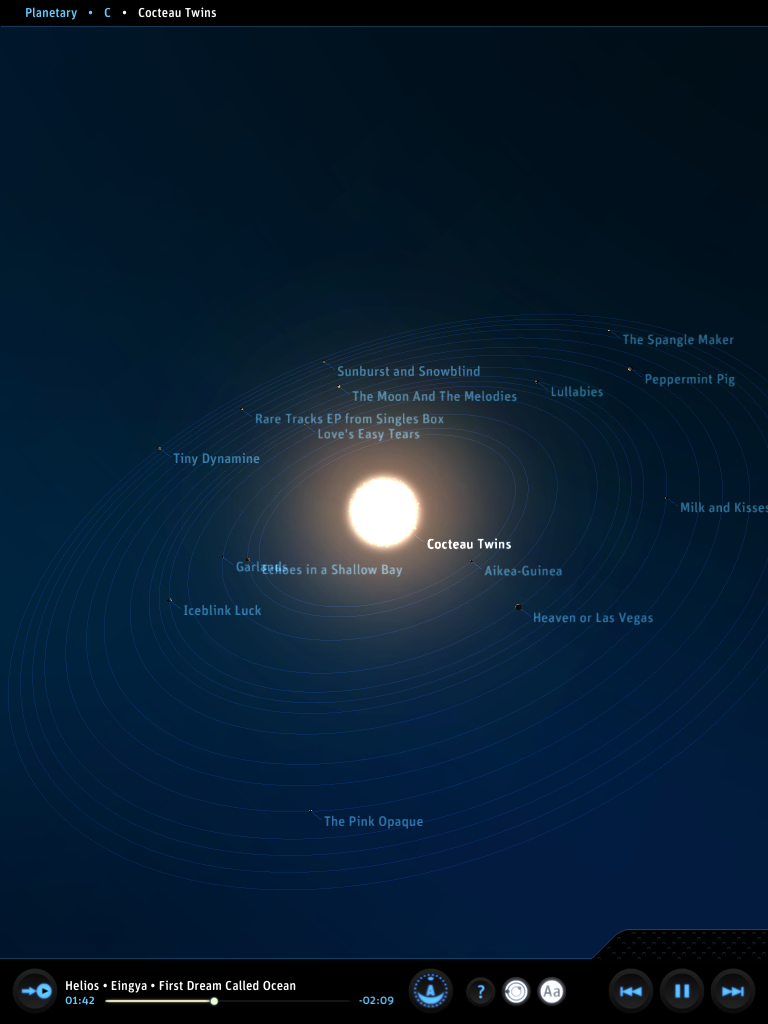 Planetary • C • Cocteau Twins
The Spangle Maker
Sunburst and Snowblind
Peppermint Pig
The Moon And The Melodies
Lullabies
Rare Tracks EP from Singles Box
Love's Easy Tears
Tiny Dynamine
Milk and Kisses
Cocteau Twins
Garlands
Echoes in a Shallow Bay
Aikea-Guinea
Iceblink Luck
Heaven or Las Vegas
The Pink Opaque
Helios • Eingya • First Dream Called Ocean
01:42
-02:09
A
?
Aa